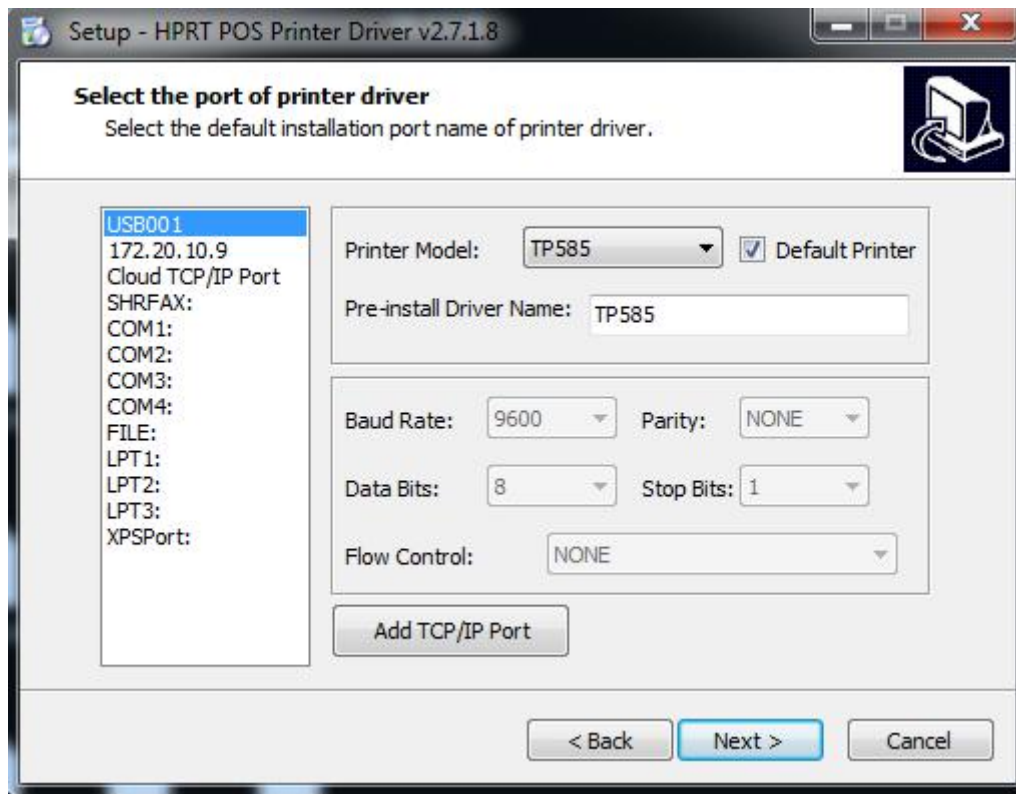 Setup - HPRT POS Printer Driver v2.7.1.8
Select the port of printer driver
Select the default installation port name of printer driver.
USB001
172.20.10.9
Cloud TCP/IP Port
SHRFAX:
COM1:
COM2:
COM3:
COM4:
FILE:
LPT1:
LPT2:
LPT3:
XPSPort:
Printer Model: TP585 Default Printer
Pre-install Driver Name: TP585
Baud Rate: 9600 Parity: NONE
Data Bits: 8 Stop Bits: 1
Flow Control: NONE
Add TCP/IP Port
< Back Next > Cancel